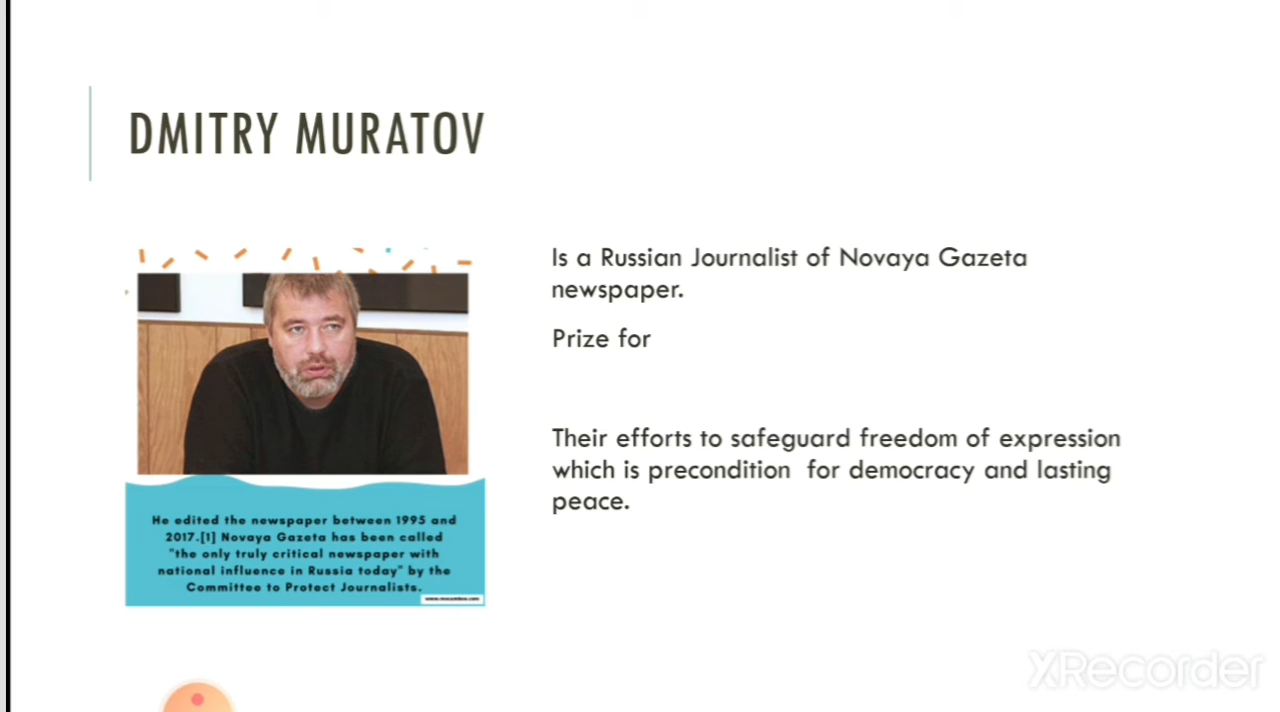 DMITRY MURATOV
Is a Russian Journalist of Novaya Gazeta
newspaper.
Prize for
Their efforts to safeguard freedom of expression
which is precondition for democracy and lasting
peace.
He edited the newspaper between 1995 and
2017.[1] Novaya Gazeta has been called
"the only truly critical newspaper with
national influence in Russia today" by the
Committee to Protect Journalists.
XRecorder